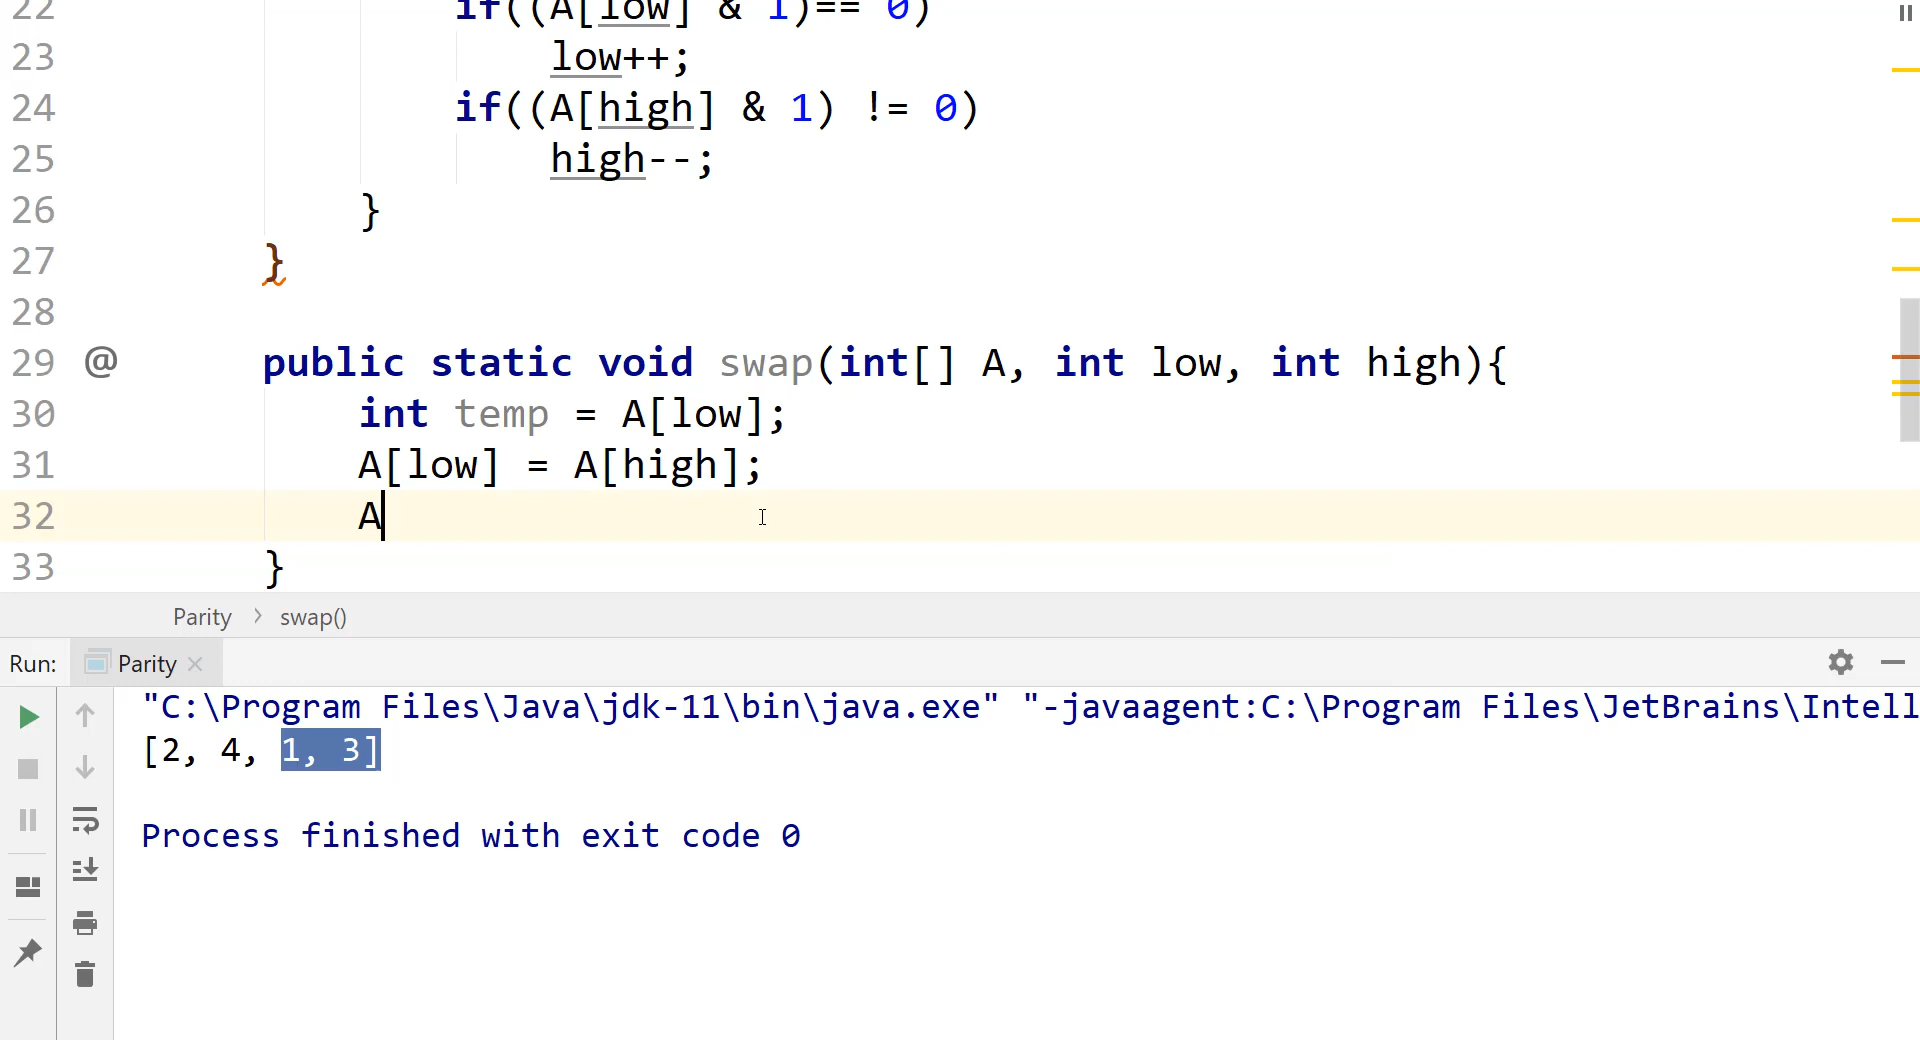 22 if((A[low] & 1)== 0)
23 low++;
24 if((A[high] & 1) != 0)
25 high--;
26 }
27 }
28
29 @ public static void swap(int[] A, int low, int high){
30 int temp = A[low];
31 A[low] = A[high];
32 A
33 }
Parity > swap()
Run: Parity
"C:\Program Files\Java\jdk-11\bin\java.exe" "-javaagent:C:\Program Files\JetBrains\Intell
[2, 4, 1, 3]
Process finished with exit code 0